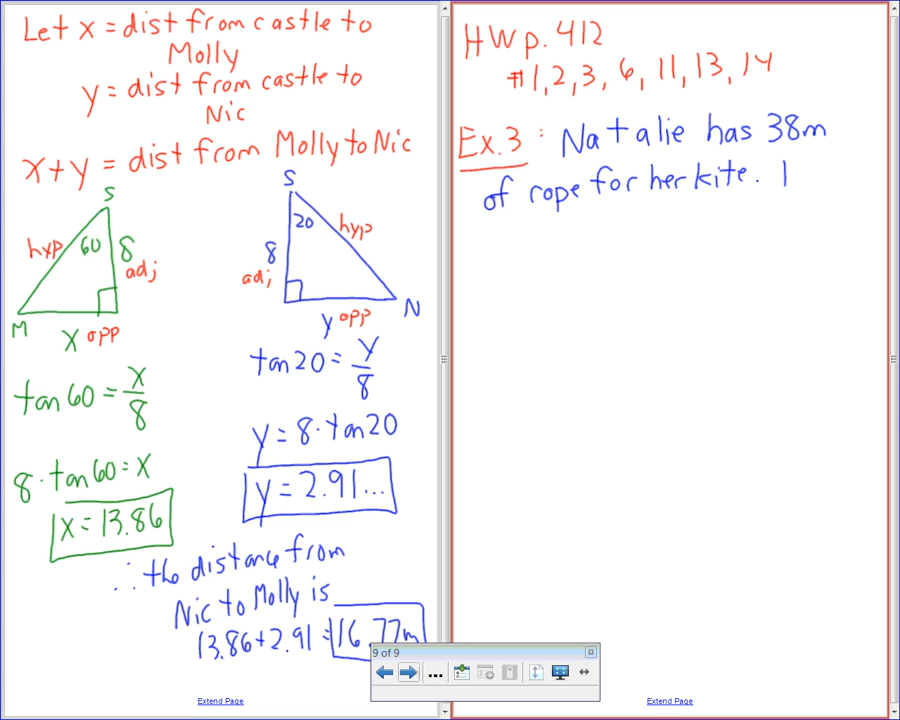 Let x = dist from castle to
Molly
y = dist from castle to
Nic
x + y = dist from Molly to Nic
S
hyp
60
8
adj
M
x opp
S
20
hyp
8
adj
N
y opp
tan 60 = x/8
8 · tan 60 = x
x = 13.86
tan 20 = y/8
y = 8 · tan 20
y = 2.91...
∴ the distance from
Nic to Molly is
13.86 + 2.91 = 16.77m
HW p. 412
#1, 2, 3, 6, 11, 13, 14
Ex. 3 : Natalie has 38m
of rope for her kite. I
9 of 9
...
Extend Page
Extend Page